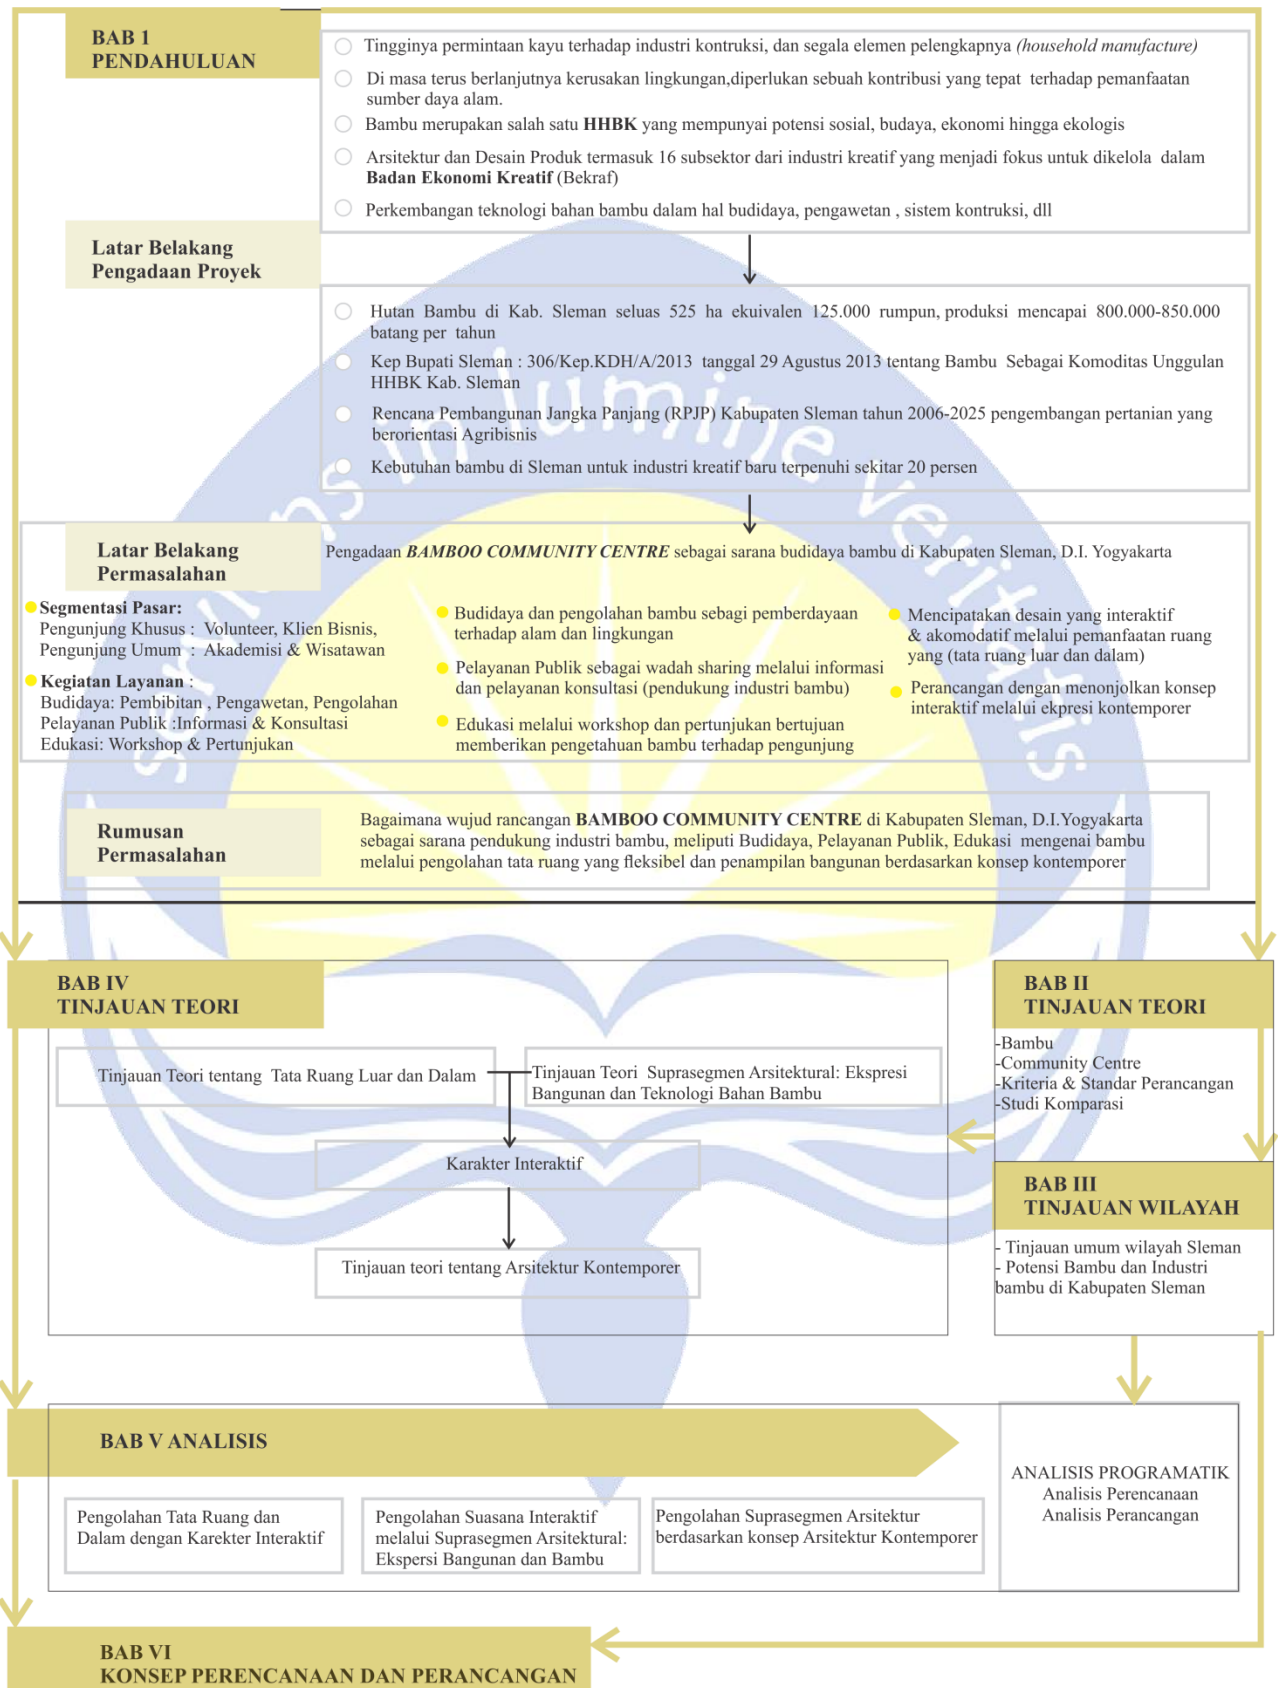 BAB 1
PENDAHULUAN
Tingginya permintaan kayu terhadap industri kontruksi, dan segala elemen pelengkapnya (household manufacture)
Di masa terus berlanjutnya kerusakan lingkungan,diperlukan sebuah kontribusi yang tepat terhadap pemanfaatan
sumber daya alam.
Bambu merupakan salah satu HHBK yang mempunyai potensi sosial, budaya, ekonomi hingga ekologis
Arsitektur dan Desain Produk termasuk 16 subsektor dari industri kreatif yang menjadi fokus untuk dikelola dalam
Badan Ekonomi Kreatif (Bekraf)
Perkembangan teknologi bahan bambu dalam hal budidaya, pengawetan , sistem kontruksi, dll
Latar Belakang
Pengadaan Proyek
Hutan Bambu di Kab. Sleman seluas 525 ha ekuivalen 125.000 rumpun, produksi mencapai 800.000-850.000
batang per tahun
Kep Bupati Sleman : 306/Kep.KDH/A/2013 tanggal 29 Agustus 2013 tentang Bambu Sebagai Komoditas Unggulan
HHBK Kab. Sleman
Rencana Pembangunan Jangka Panjang (RPJP) Kabupaten Sleman tahun 2006-2025 pengembangan pertanian yang
berorientasi Agribisnis
Kebutuhan bambu di Sleman untuk industri kreatif baru terpenuhi sekitar 20 persen
serviens in lumine veritatis
Latar Belakang
Permasalahan
Pengadaan BAMBOO COMMUNITY CENTRE sebagai sarana budidaya bambu di Kabupaten Sleman, D.I. Yogyakarta
Segmentasi Pasar:
Pengunjung Khusus : Volunteer, Klien Bisnis,
Pengunjung Umum : Akademisi & Wisatawan
Kegiatan Layanan :
Budidaya: Pembibitan , Pengawetan, Pengolahan
Pelayanan Publik :Informasi & Konsultasi
Edukasi: Workshop & Pertunjukan
Budidaya dan pengolahan bambu sebagi pemberdayaan
terhadap alam dan lingkungan
Pelayanan Publik sebagai wadah sharing melalui informasi
dan pelayanan konsultasi (pendukung industri bambu)
Edukasi melalui workshop dan pertunjukan bertujuan
memberikan pengetahuan bambu terhadap pengunjung
Mencipatakan desain yang interaktif
& akomodatif melalui pemanfaatan ruang
yang (tata ruang luar dan dalam)
Perancangan dengan menonjolkan konsep
interaktif melalui ekpresi kontemporer
Rumusan
Permasalahan
Bagaimana wujud rancangan BAMBOO COMMUNITY CENTRE di Kabupaten Sleman, D.I.Yogyakarta
sebagai sarana pendukung industri bambu, meliputi Budidaya, Pelayanan Publik, Edukasi mengenai bambu
melalui pengolahan tata ruang yang fleksibel dan penampilan bangunan berdasarkan konsep kontemporer
BAB IV
TINJAUAN TEORI
Tinjauan Teori tentang Tata Ruang Luar dan Dalam
Tinjauan Teori Suprasegmen Arsitektural: Ekspresi
Bangunan dan Teknologi Bahan Bambu
Karakter Interaktif
Tinjauan teori tentang Arsitektur Kontemporer
BAB II
TINJAUAN TEORI
-Bambu
-Community Centre
-Kriteria & Standar Perancangan
-Studi Komparasi
BAB III
TINJAUAN WILAYAH
- Tinjauan umum wilayah Sleman
- Potensi Bambu dan Industri
bambu di Kabupaten Sleman
BAB V ANALISIS
Pengolahan Tata Ruang dan
Dalam dengan Karekter Interaktif
Pengolahan Suasana Interaktif
melalui Suprasegmen Arsitektural:
Ekspersi Bangunan dan Bambu
Pengolahan Suprasegmen Arsitektur
berdasarkan konsep Arsitektur Kontemporer
ANALISIS PROGRAMATIK
Analisis Perencanaan
Analisis Perancangan
BAB VI
KONSEP PERENCANAAN DAN PERANCANGAN